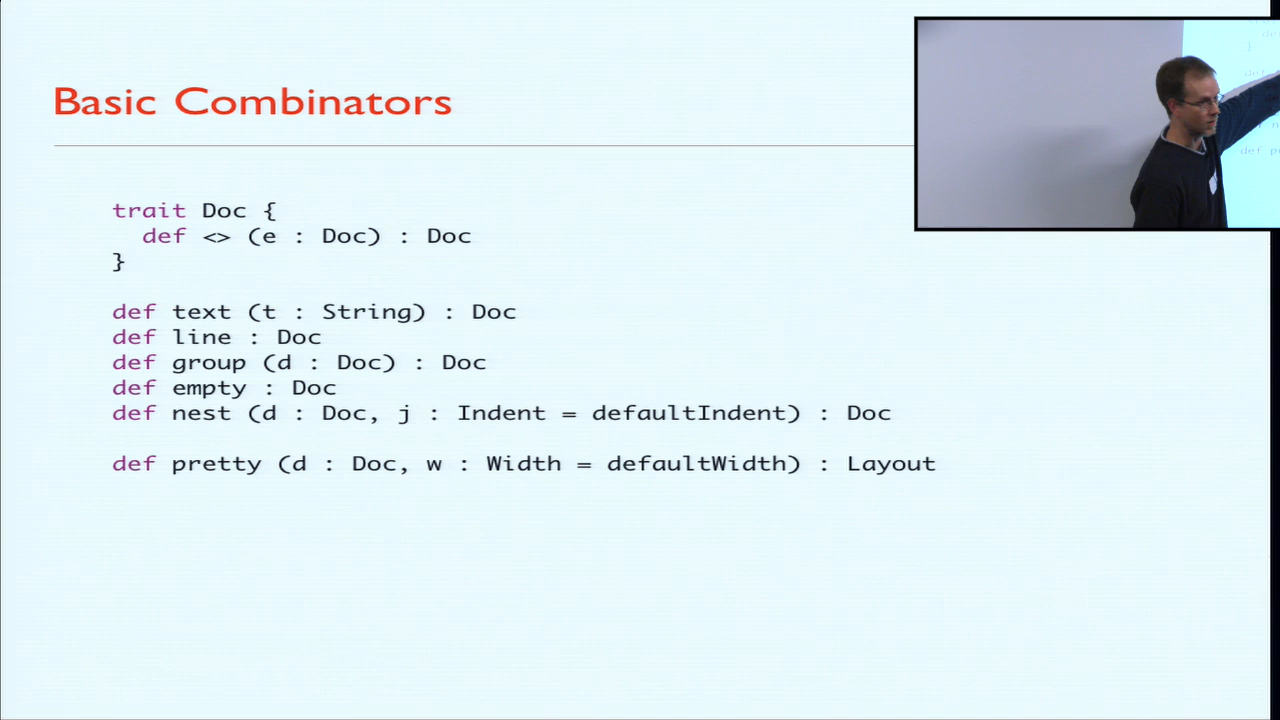 Basic Combinators
trait Doc {
def <> (e : Doc) : Doc
}
def text (t : String) : Doc
def line : Doc
def group (d : Doc) : Doc
def empty : Doc
def nest (d : Doc, j : Indent = defaultIndent) : Doc
def pretty (d : Doc, w : Width = defaultWidth) : Layout